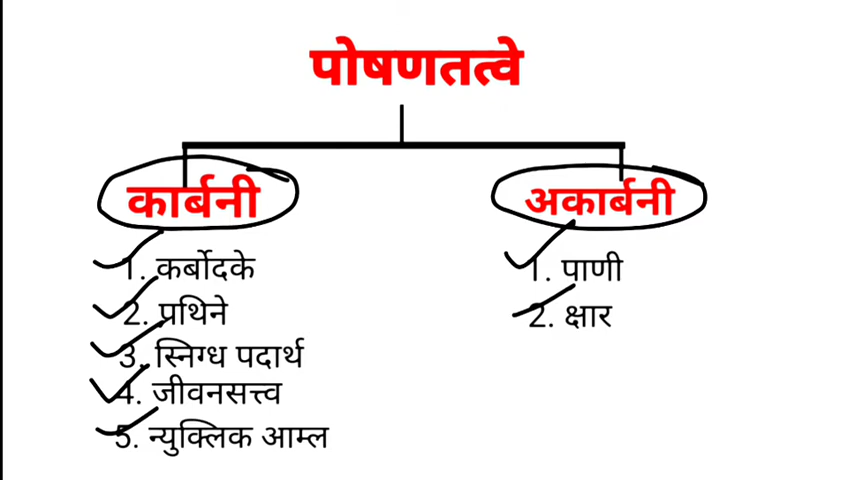 पोषणतत्वे
कार्बनी
अकार्बनी
1. कर्बोदके
2. प्रथिने
3. स्निग्ध पदार्थ
4. जीवनसत्त्व
5. न्युक्लिक आम्ल
1. पाणी
2. क्षार